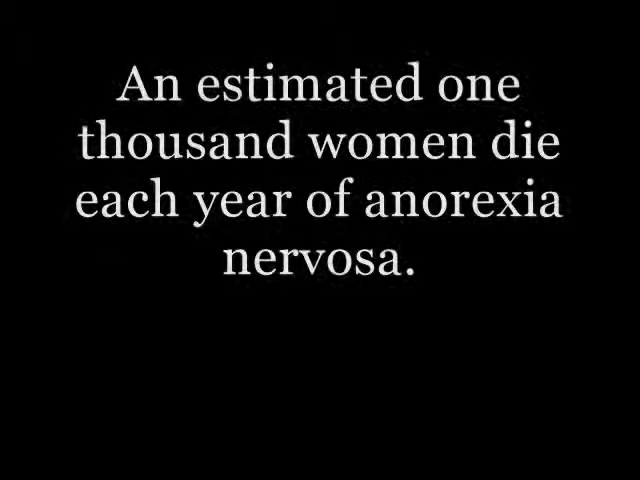 An estimated one
thousand women die
each year of anorexia
nervosa.